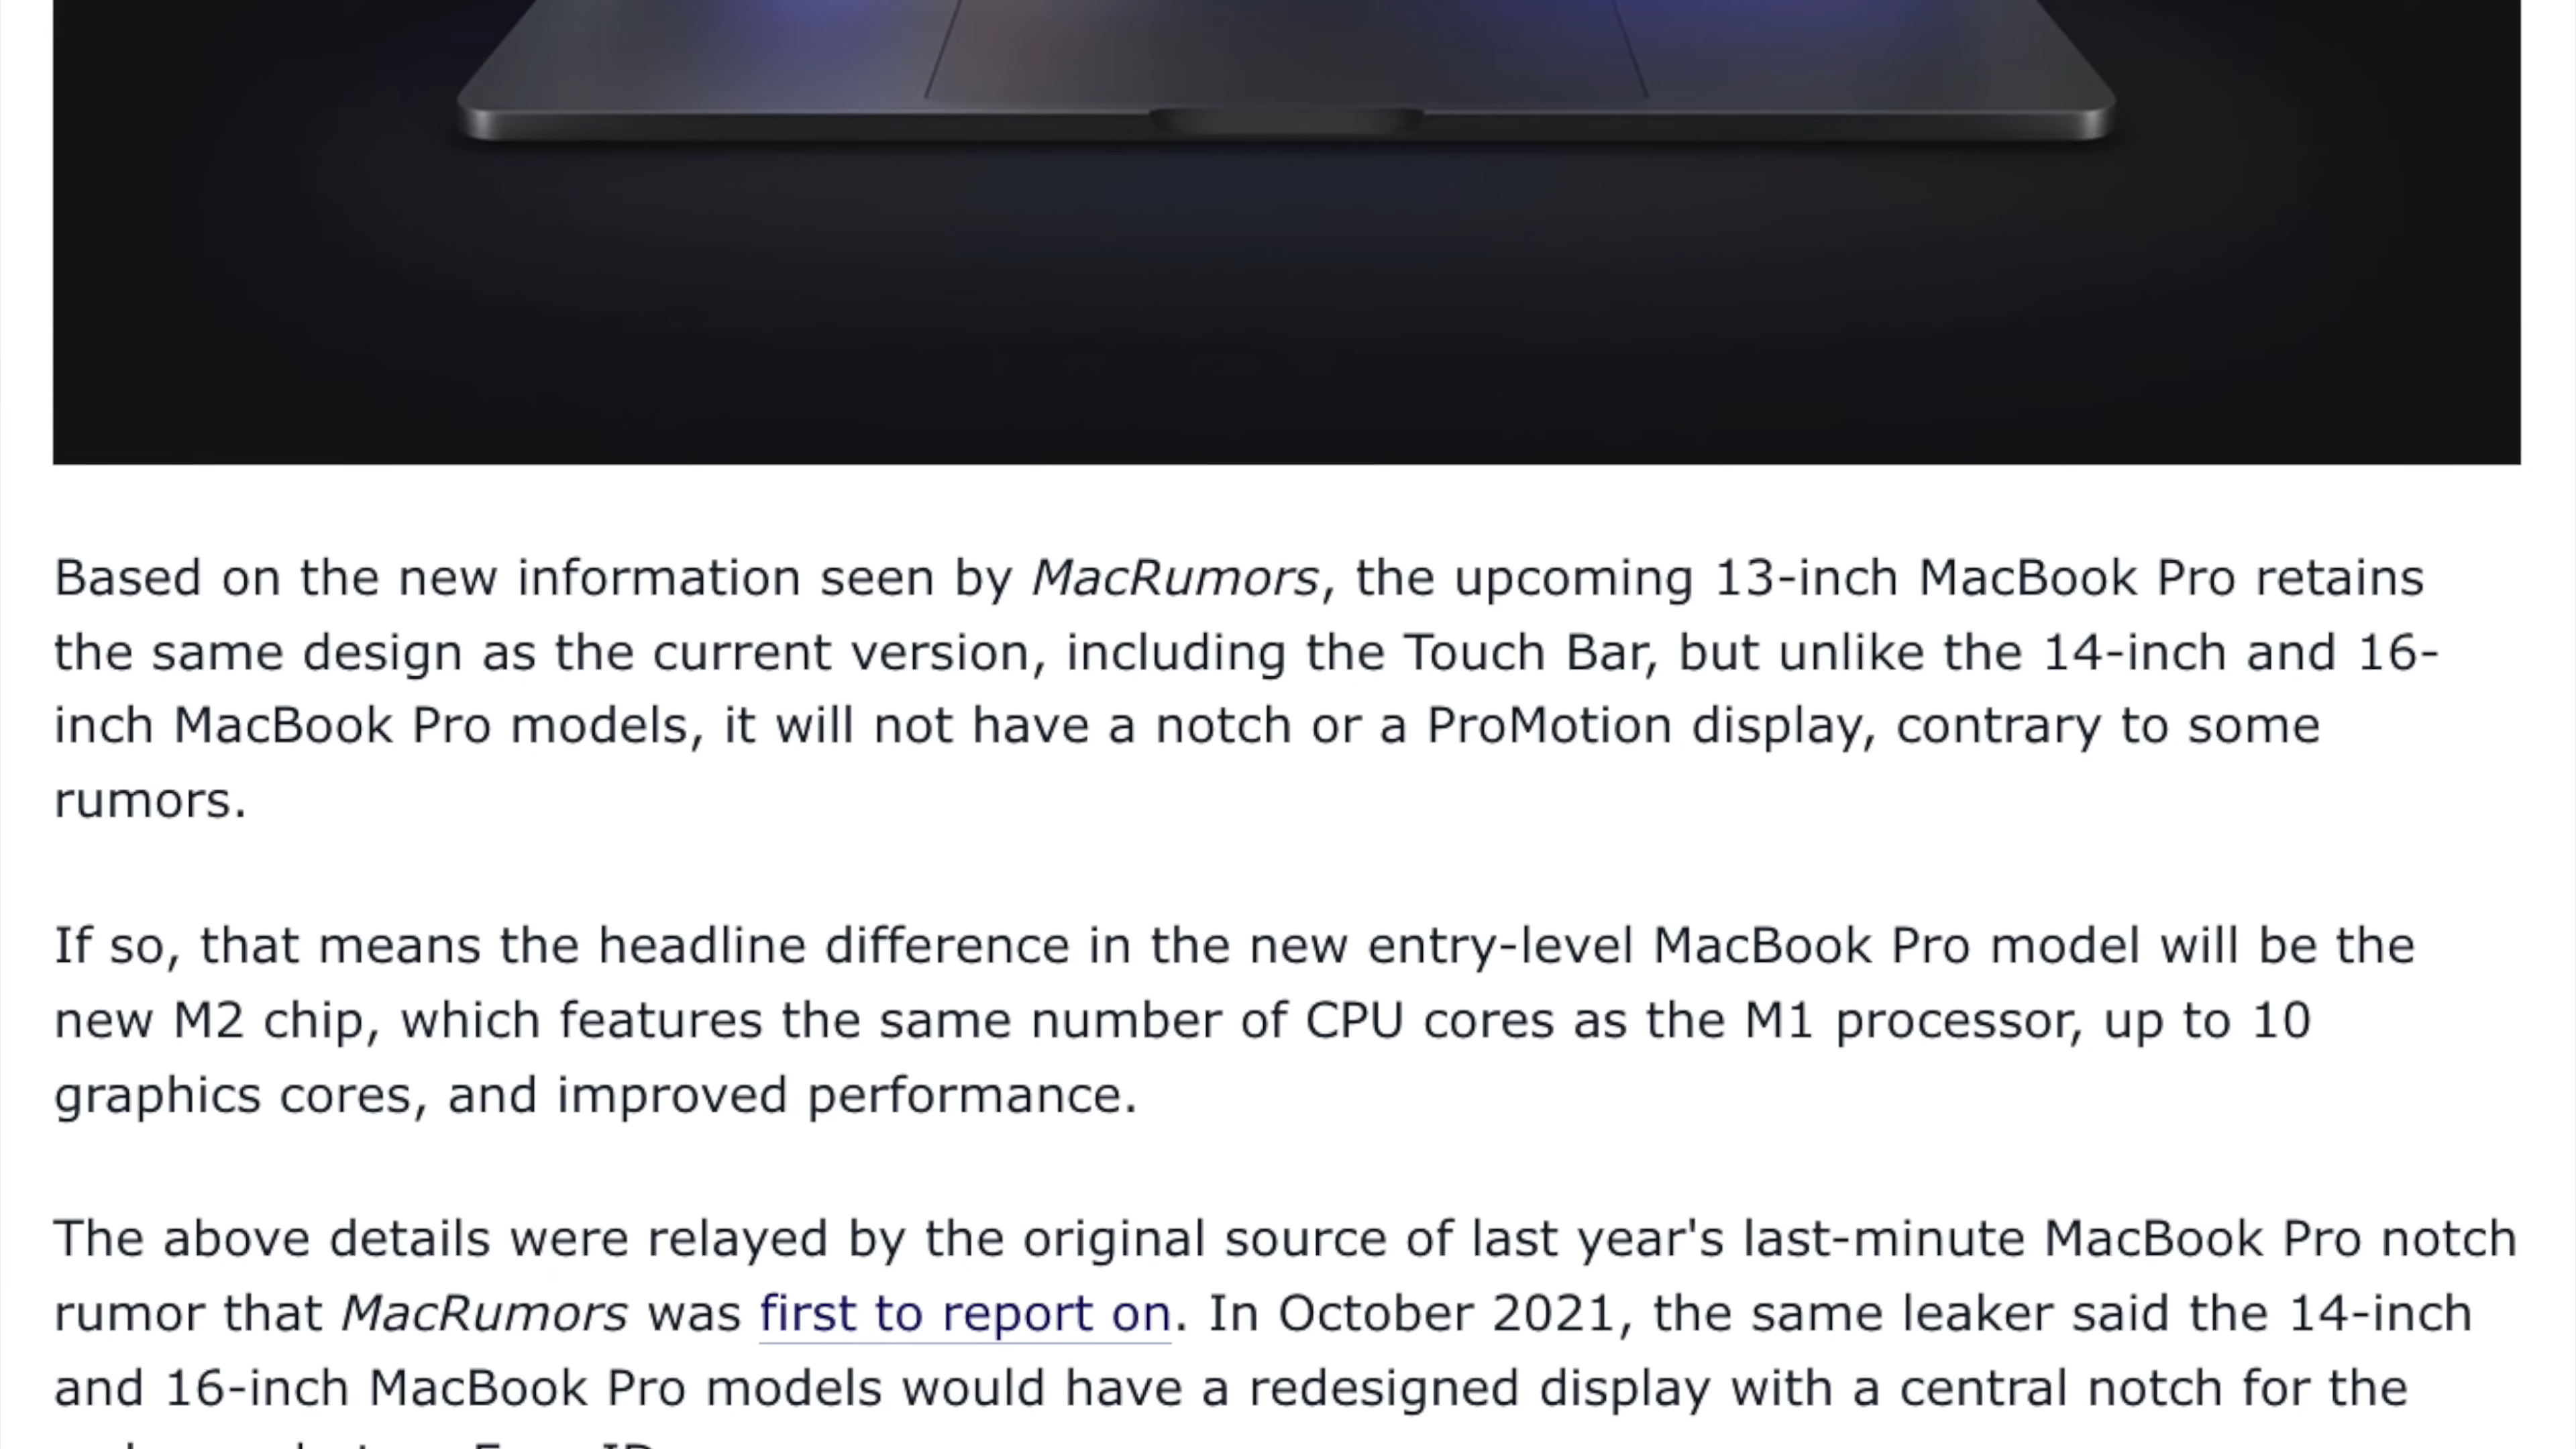 Based on the new information seen by MacRumors, the upcoming 13-inch MacBook Pro retains
the same design as the current version, including the Touch Bar, but unlike the 14-inch and 16-
inch MacBook Pro models, it will not have a notch or a ProMotion display, contrary to some
rumors.
If so, that means the headline difference in the new entry-level MacBook Pro model will be the
new M2 chip, which features the same number of CPU cores as the M1 processor, up to 10
graphics cores, and improved performance.
The above details were relayed by the original source of last year's last-minute MacBook Pro notch
rumor that MacRumors was first to report on. In October 2021, the same leaker said the 14-inch
and 16-inch MacBook Pro models would have a redesigned display with a central notch for the